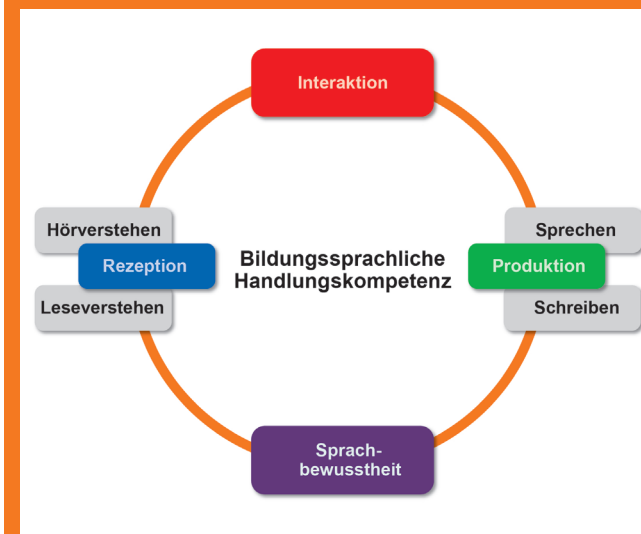 Interaktion
Hörverstehen
Sprechen
Rezeption
Bildungssprachliche
Handlungskompetenz
Produktion
Leseverstehen
Schreiben
Sprach-
bewusstheit